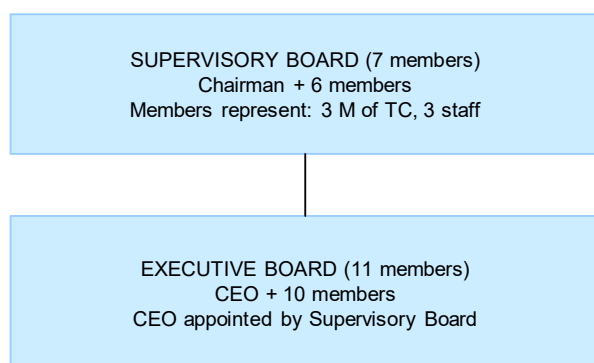 SUPERVISORY BOARD (7 members)
Chairman + 6 members
Members represent: 3 M of TC, 3 staff
EXECUTIVE BOARD (11 members)
CEO + 10 members
CEO appointed by Supervisory Board